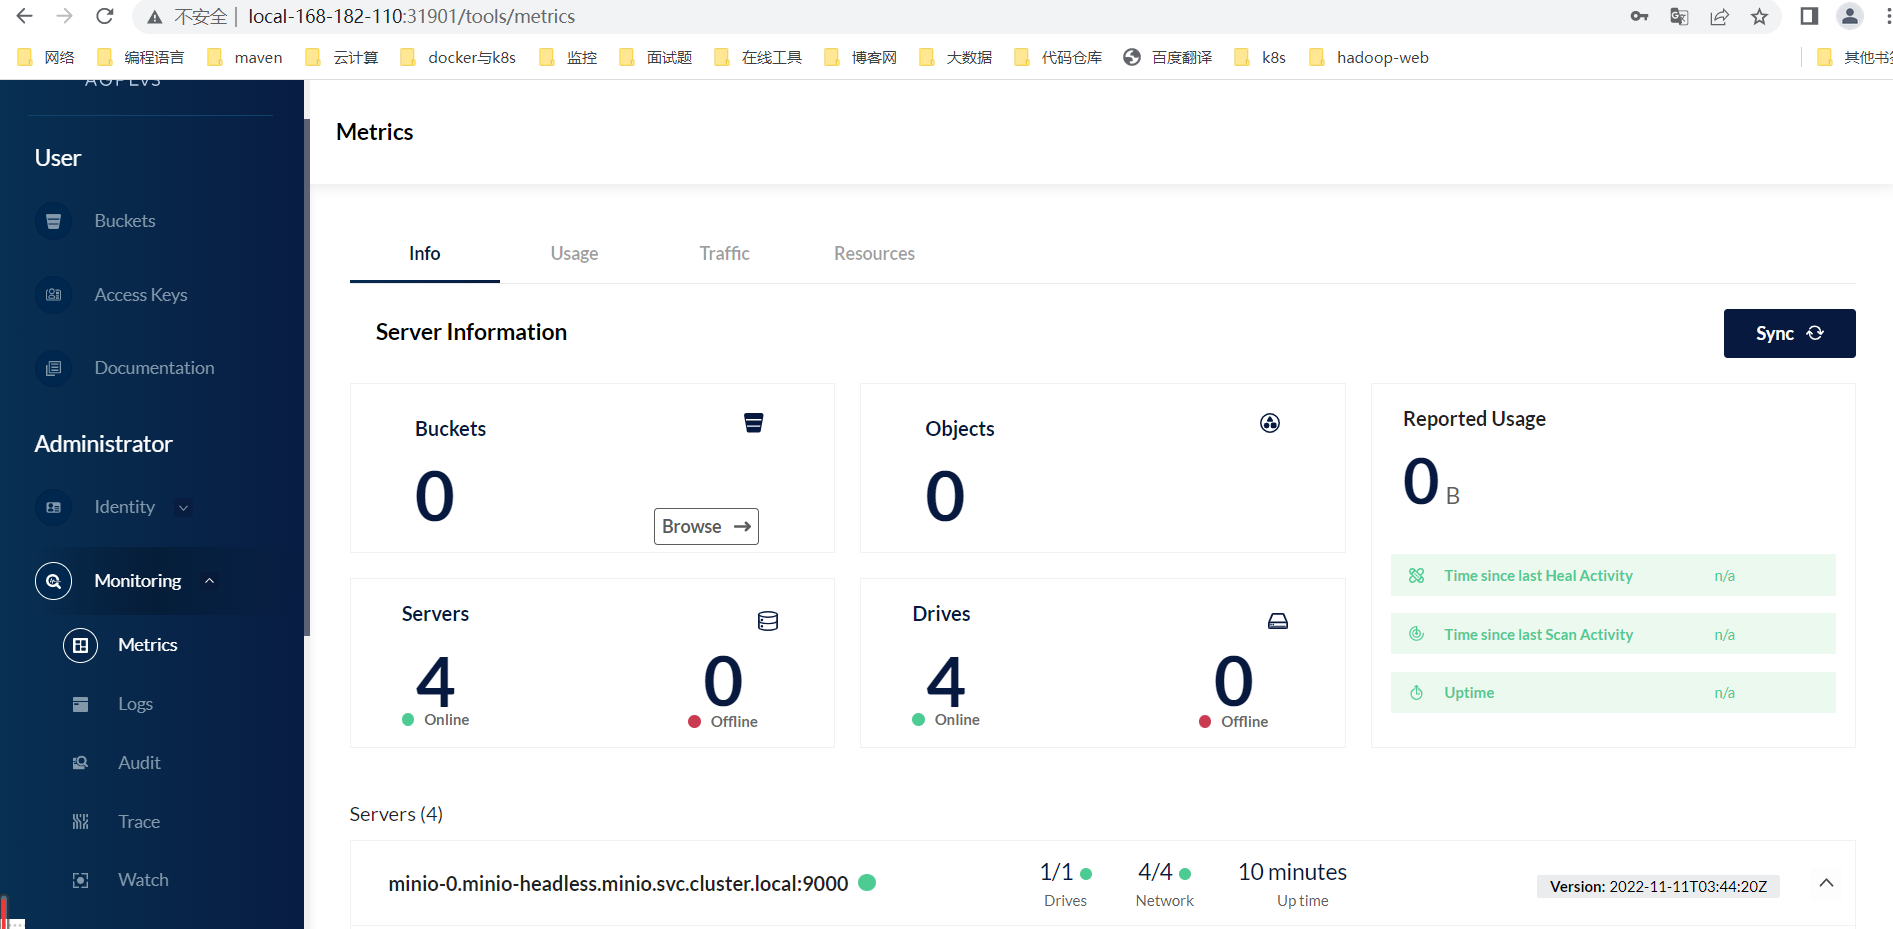 不安全 | local-168-182-110:31901/tools/metrics
网络 编程语言 maven 云计算 docker与k8s 监控 面试题 在线工具 博客网 大数据 代码仓库 百度翻译 k8s hadoop-web 其他书签
Metrics
User
Buckets
Access Keys
Documentation
Administrator
Identity
Monitoring
Metrics
Logs
Audit
Trace
Watch
Info Usage Traffic Resources
Server Information
Sync
Buckets
0
Browse
Objects
0
Reported Usage
0 B
Time since last Heal Activity n/a
Time since last Scan Activity n/a
Uptime n/a
Servers
4 0
Online Offline
Drives
4 0
Online Offline
Servers (4)
minio-0.minio-headless.minio.svc.cluster.local:9000
1/1 4/4 10 minutes
Drives Network Up time
Version: 2022-11-11T03:44:20Z